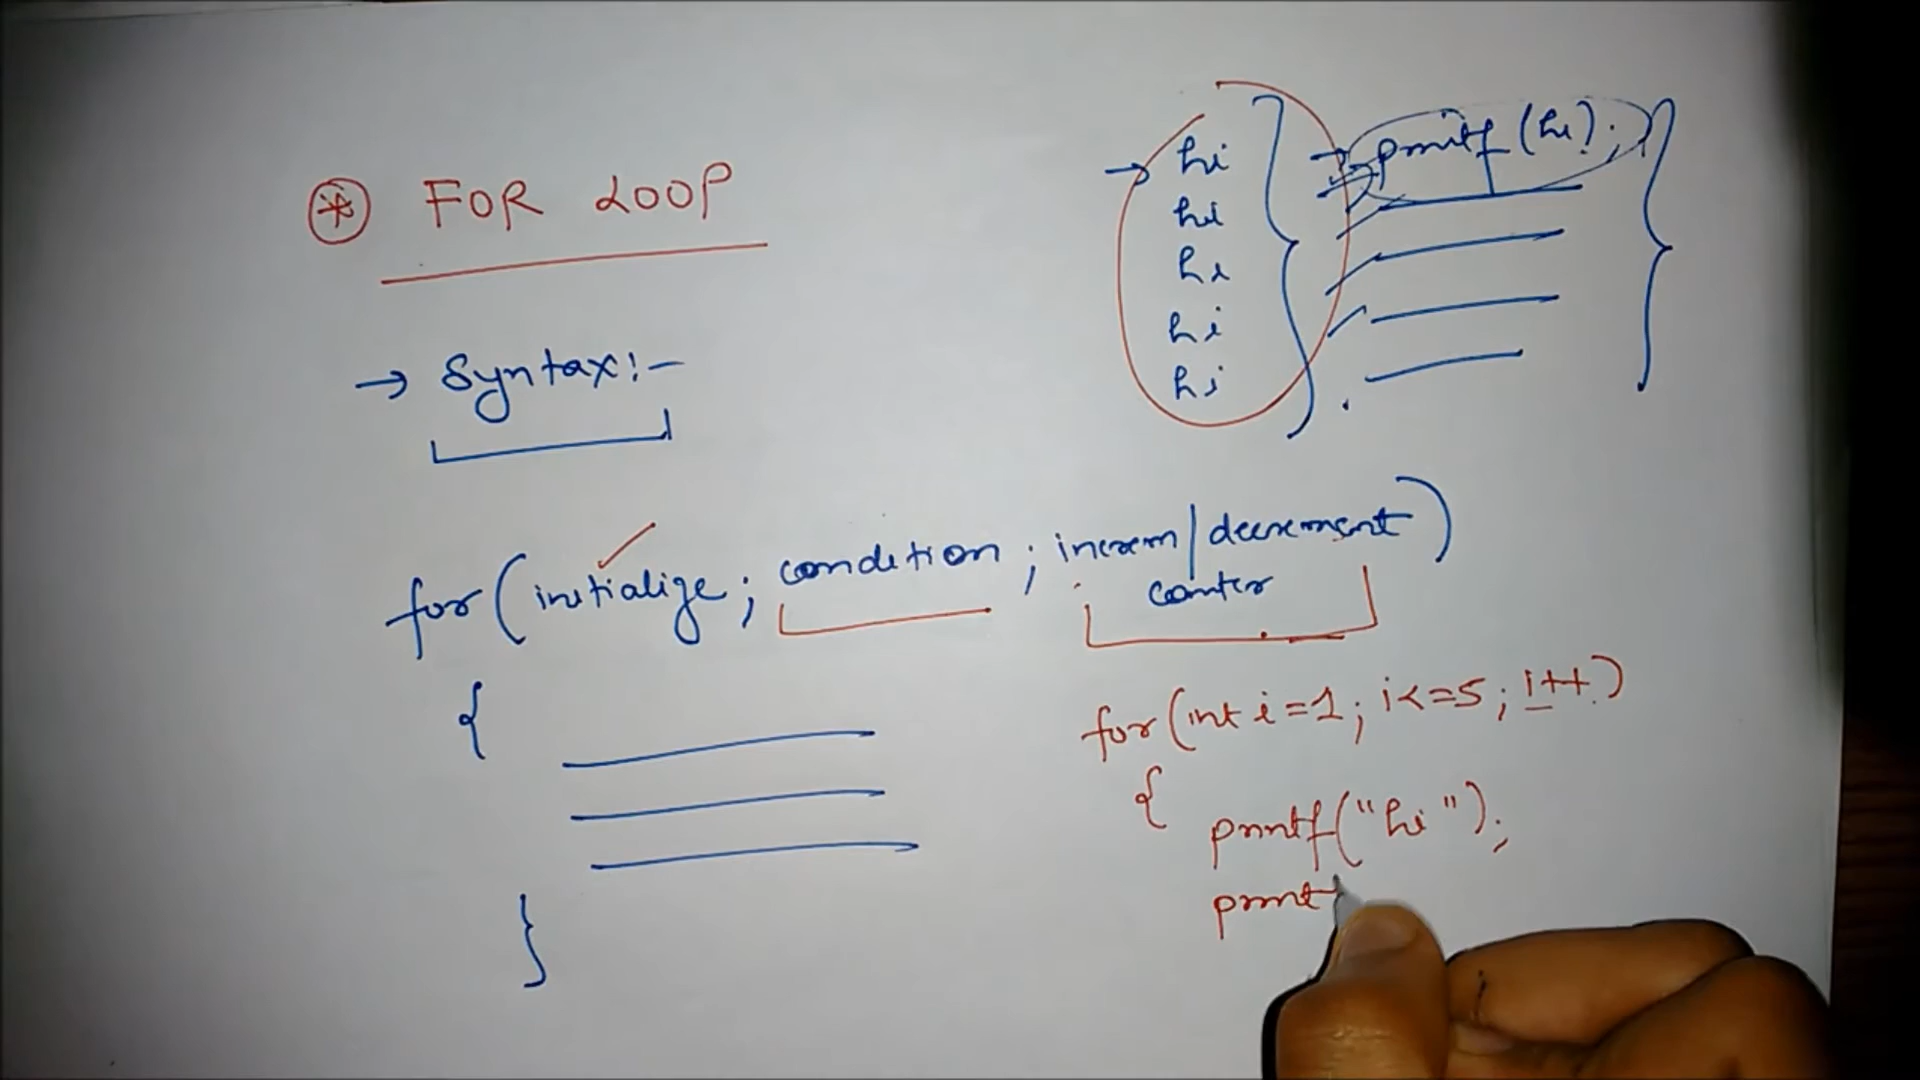 * FOR LOOP
→ Syntax:-
→ hi
hi
hi
hi
hi
→ printf (hi);
for (initialize ; condition ; increm/decrement)
counter
{
}
for (int i=1; i<=5; i++)
{
printf("hi");
print